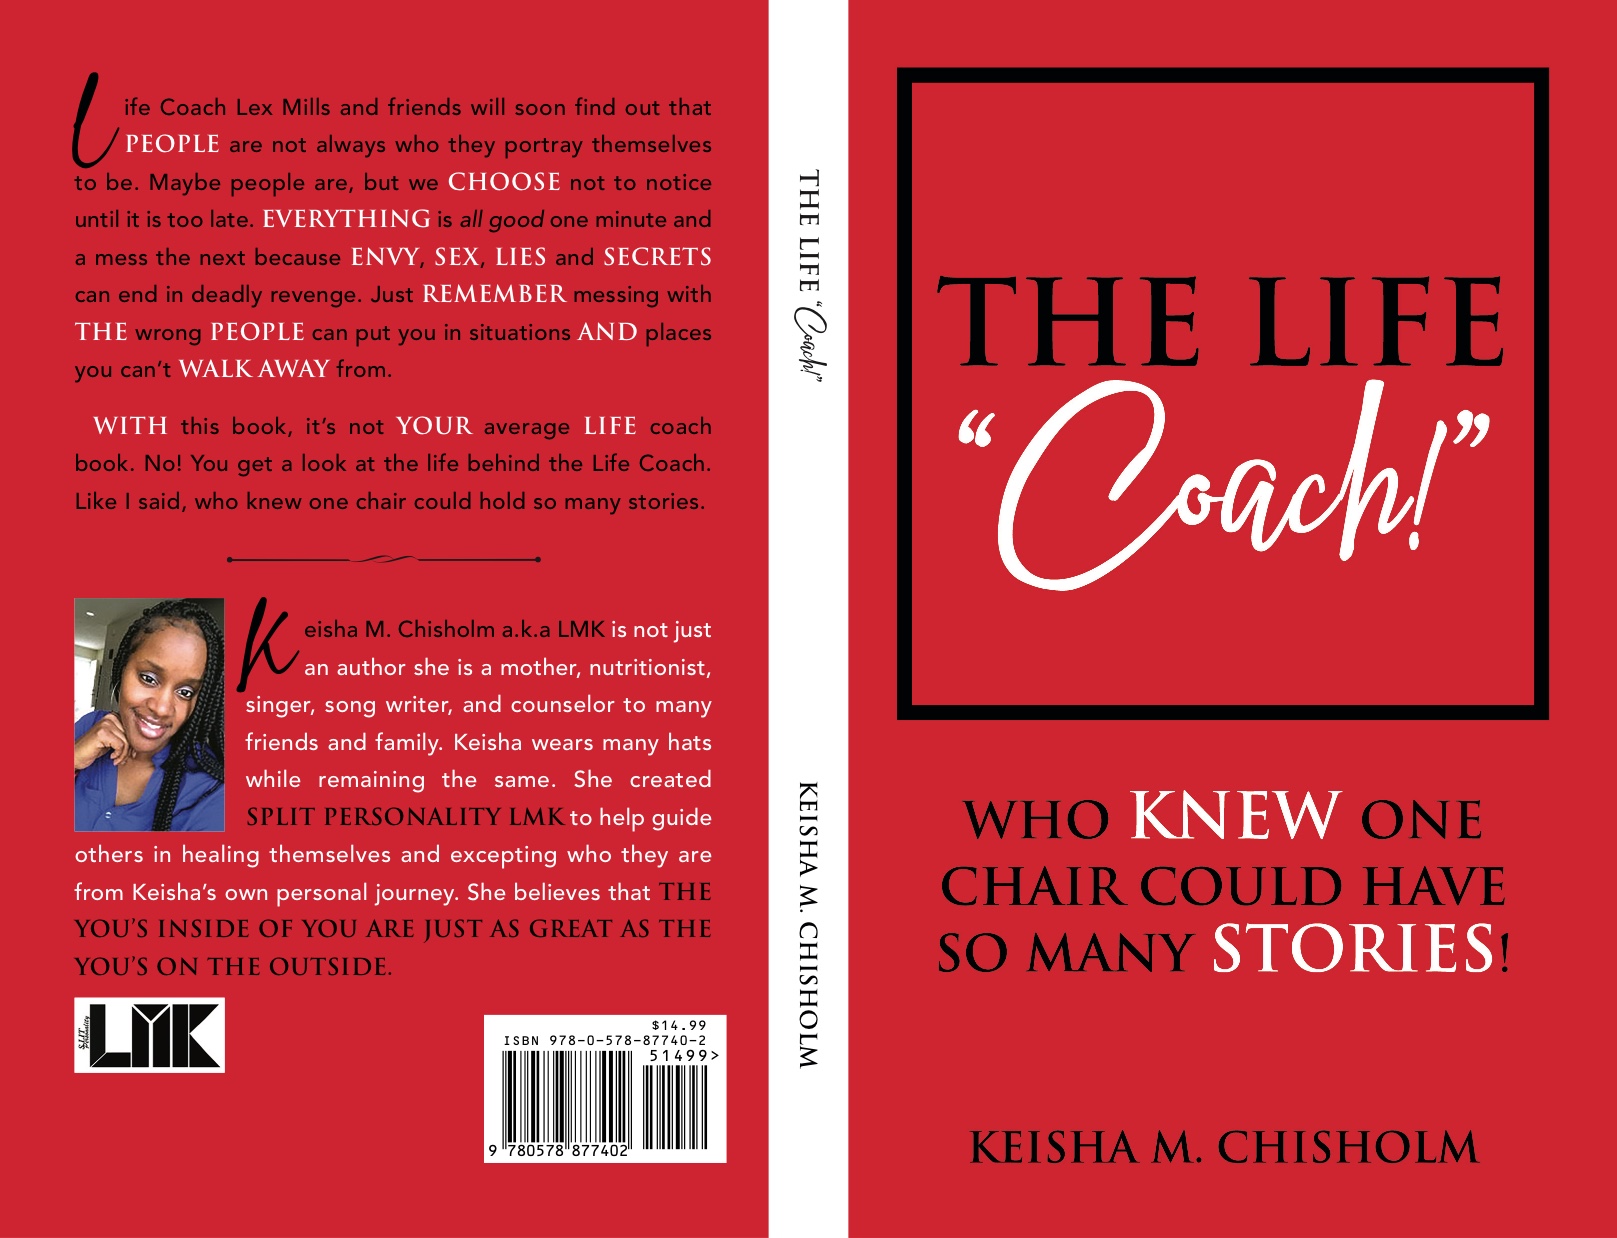 Life Coach Lex Mills and friends will soon find out that
PEOPLE are not always who they portray themselves
to be. Maybe people are, but we CHOOSE not to notice
until it is too late. EVERYTHING is all good one minute and
a mess the next because ENVY, SEX, LIES and SECRETS
can end in deadly revenge. Just REMEMBER messing with
THE wrong PEOPLE can put you in situations AND places
you can't WALK AWAY from.
WITH this book, it's not YOUR average LIFE coach
book. No! You get a look at the life behind the Life Coach.
Like I said, who knew one chair could hold so many stories.
Keisha M. Chisholm a.k.a LMK is not just
an author she is a mother, nutritionist,
singer, song writer, and counselor to many
friends and family. Keisha wears many hats
while remaining the same. She created
SPLIT PERSONALITY LMK to help guide
others in healing themselves and excepting who they are
from Keisha's own personal journey. She believes that THE
YOU'S INSIDE OF YOU ARE JUST AS GREAT AS THE
YOU'S ON THE OUTSIDE.
SPLIT
Personality
LMK
$14.99
ISBN 978-0-578-87740-2
51499>
9 780578 877402
THE LIFE "Coach!"
KEISHA M. CHISHOLM
THE LIFE
"Coach!"
WHO KNEW ONE
CHAIR COULD HAVE
SO MANY STORIES!
KEISHA M. CHISHOLM